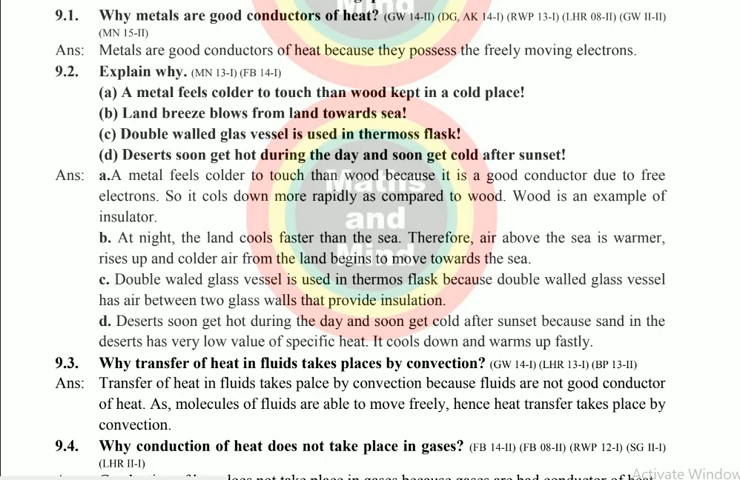 9.1. Why metals are good conductors of heat? (GW 14-II) (DG, AK 14-I) (RWP 13-I) (LHR 08-II) (GW II-II)
(MN 15-II)
Ans: Metals are good conductors of heat because they possess the freely moving electrons.
9.2. Explain why. (MN 13-I) (FB 14-I)
(a) A metal feels colder to touch than wood kept in a cold place!
(b) Land breeze blows from land towards sea!
(c) Double walled glas vessel is used in thermoss flask!
(d) Deserts soon get hot during the day and soon get cold after sunset!
Ans: a.A metal feels colder to touch than wood because it is a good conductor due to free
electrons. So it cols down more rapidly as compared to wood. Wood is an example of
insulator.
b. At night, the land cools faster than the sea. Therefore, air above the sea is warmer,
rises up and colder air from the land begins to move towards the sea.
c. Double waled glass vessel is used in thermos flask because double walled glass vessel
has air between two glass walls that provide insulation.
d. Deserts soon get hot during the day and soon get cold after sunset because sand in the
deserts has very low value of specific heat. It cools down and warms up fastly.
9.3. Why transfer of heat in fluids takes places by convection? (GW 14-I) (LHR 13-I) (BP 13-II)
Ans: Transfer of heat in fluids takes palce by convection because fluids are not good conductor
of heat. As, molecules of fluids are able to move freely, hence heat transfer takes place by
convection.
9.4. Why conduction of heat does not take place in gases? (FB 14-II) (FB 08-II) (RWP 12-I) (SG II-I)
(LHR II-I)
does not take place in gases because gases are bad conductor of heat
Maths
and
Mind
Mind
Activate Window